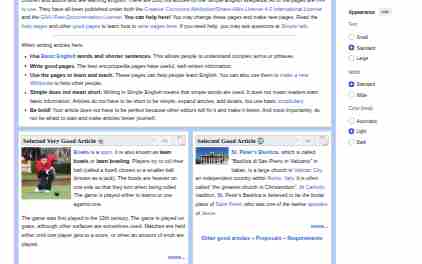 to use. They have all been published under both the Creative Commons Attribution/Share-Alike License 4.0 International License
and the GNU Free Documentation License. You can help here! You may change these pages and make new pages. Read the
help pages and other good pages to learn how to write pages here. If you need help, you may ask questions at Simple talk.
When writing articles here:
Use Basic English words and shorter sentences. This allows people to understand complex terms or phrases.
Write good pages. The best encyclopedia pages have useful, well-written information.
Use the pages to learn and teach. These pages can help people learn English. You can also use them to make a new
Wikibook to help other people.
Simple does not mean short. Writing in Simple English means that simple words are used. It does not mean readers want
basic information. Articles do not have to be short to be simple; expand articles, add details, but use basic vocabulary.
Be bold! Your article does not have to be perfect because other editors will fix it and make it better. And most importantly, do
not be afraid to start and make articles better yourself.
Selected Very Good Article
Bowls is a sport. It is also known as lawn
bowls or lawn bowling. Players try to roll their
ball (called a bowl) closest to a smaller ball
(known as a jack). The bowls are heavier on
one side so that they turn when being rolled.
The game is played either in teams or one
against one.
The game was first played in the 12th century. The game is played on
grass, although other surfaces are sometimes used. Matches are held
either until one player gets to a score, or when an amount of ends are
played.
more...
Selected Good Article
St. Peter's Basilica, which is called
"Basilica di San Pietro in Vaticano" in
Italian, is a large church in Vatican City,
an independent country within Rome, Italy. It is often
called "the greatest church in Christendom". In Catholic
tradition, St. Peter's Basilica is believed to be the burial
place of Saint Peter, who was one of the twelve apostles
of Jesus.
more...
Other good articles • Proposals • Requirements
Appearance hide
Text
Small
Standard
Large
Width
Standard
Wide
Color (beta)
Automatic
Light
Dark